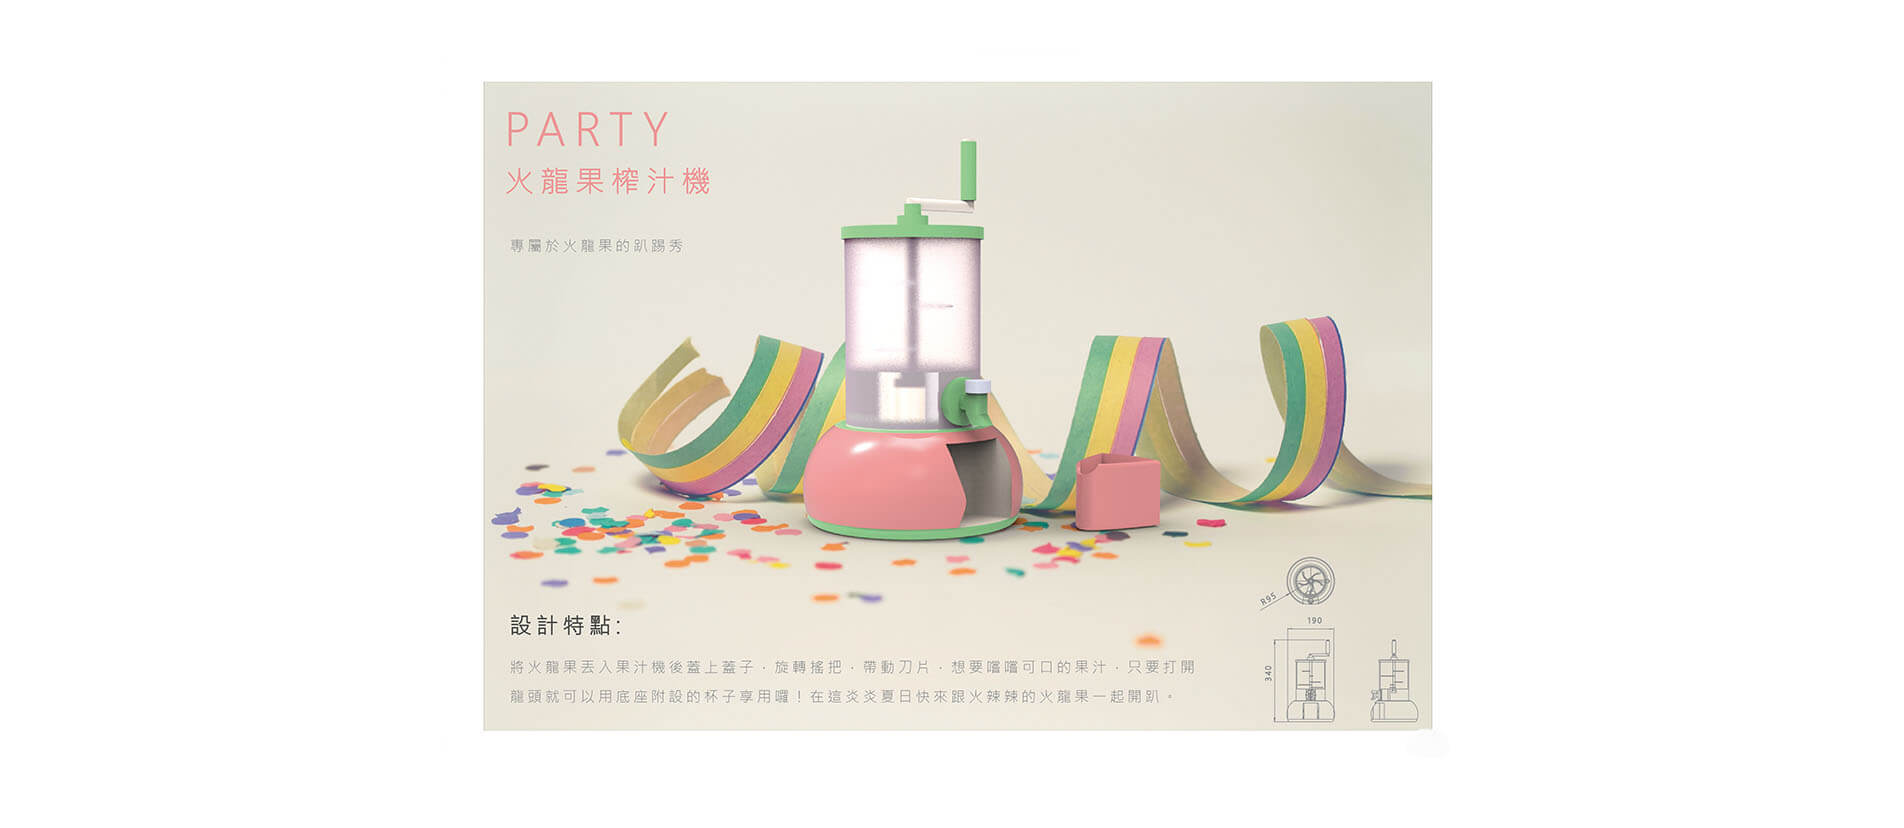 PARTY
火龍果榨汁機
專屬於火龍果的趴踢秀
設計特點:
將火龍果丟入果汁機後蓋上蓋子，旋轉搖把，帶動刀片，想要嚐嚐可口的果汁，只要打開
龍頭就可以用底座附設的杯子享用囉！在這炎炎夏日快來跟火辣辣的火龍果一起開趴。
R95
190
340